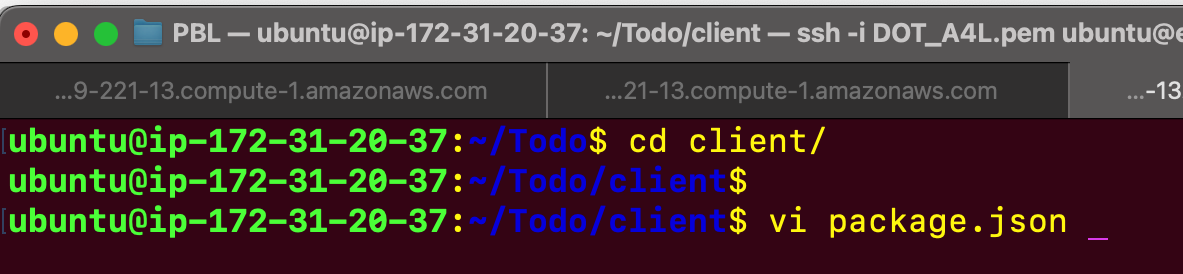 PBL — ubuntu@ip-172-31-20-37: ~/Todo/client — ssh -i DOT_A4L.pem ubuntu@e
...9-221-13.compute-1.amazonaws.com
...21-13.compute-1.amazonaws.com
...-13
ubuntu@ip-172-31-20-37:~/Todo$ cd client/
ubuntu@ip-172-31-20-37:~/Todo/client$
ubuntu@ip-172-31-20-37:~/Todo/client$ vi package.json